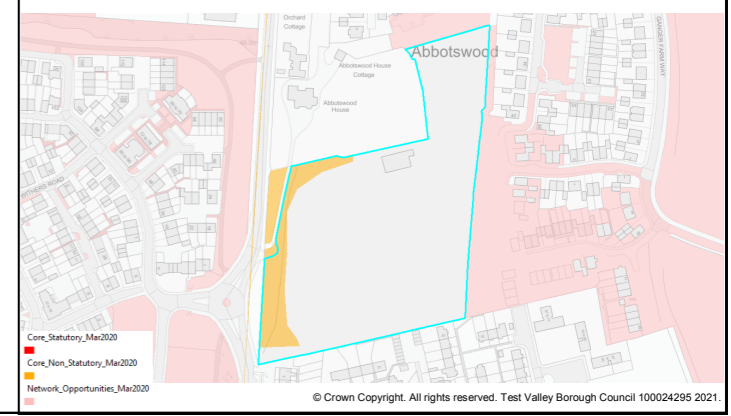 Orchard
Cottage
Abbotswood
Abbotswood House
Cottage
Abbotswood
House
GANGER FARM WAY
Core_Statutory_Mar2020
Core_Non_Statutory_Mar2020
Network_Opportunities_Mar2020
© Crown Copyright. All rights reserved. Test Valley Borough Council 100024295 2021.